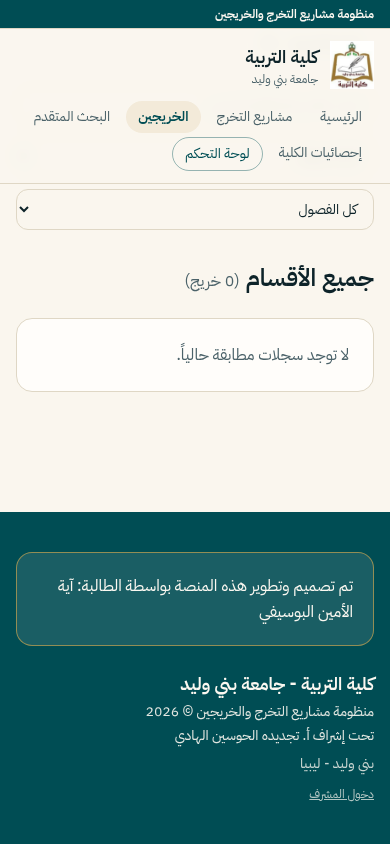 منظومة مشاريع التخرج والخريجين
كلية التربية
جامعة بني وليد
الرئيسية
مشاريع التخرج
الخريجين
البحث المتقدم
إحصائيات الكلية
لوحة التحكم
كل الفصول
جميع الأقسام (0 خريج)
لا توجد سجلات مطابقة حالياً.
تم تصميم وتطوير هذه المنصة بواسطة الطالبة: آية
الأمين البوسيفي
كلية التربية - جامعة بني وليد
منظومة مشاريع التخرج والخريجين © 2026
تحت إشراف أ. تجديده الحوسين الهادي
بني وليد - ليبيا
دخول المشرف